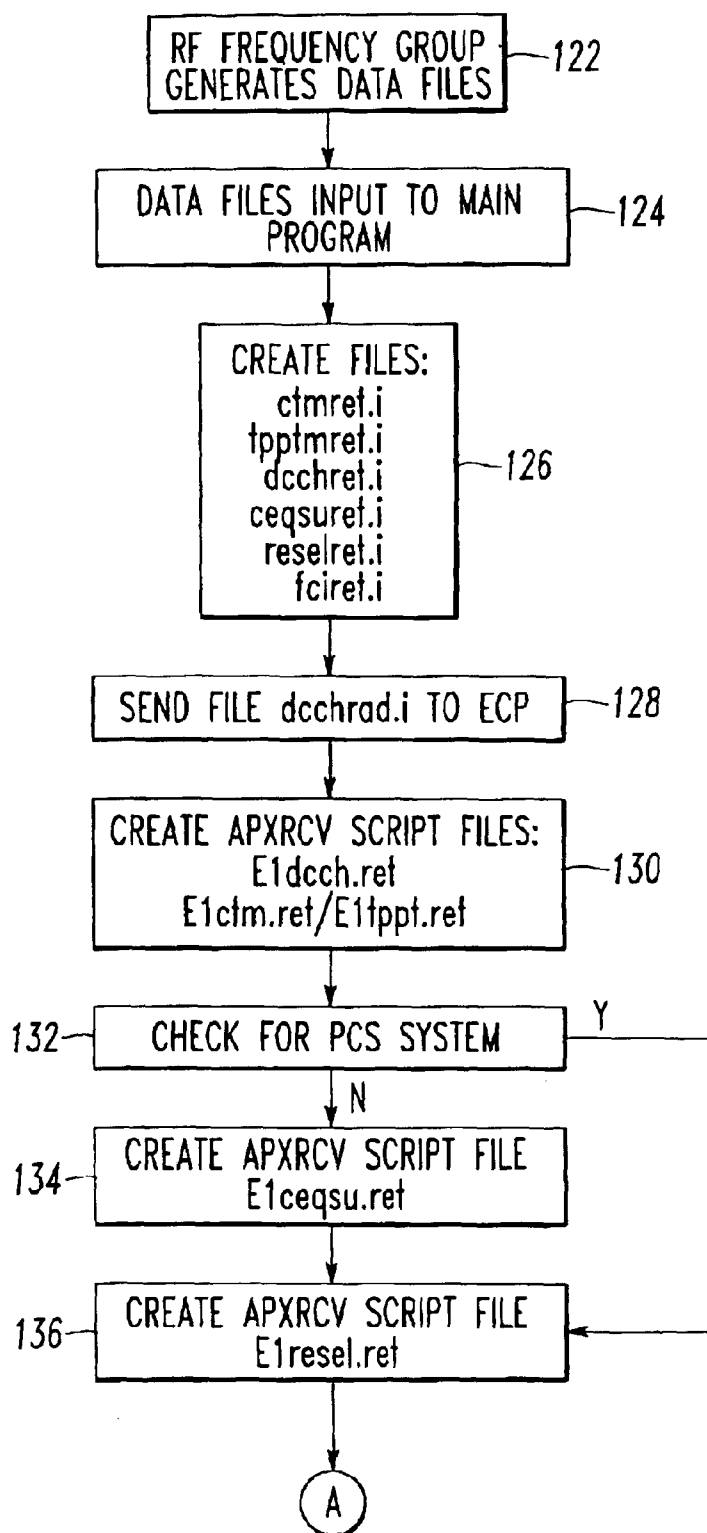 RF FREQUENCY GROUP
GENERATES DATA FILES
122
DATA FILES INPUT TO MAIN
PROGRAM
124
CREATE FILES:
ctmret.i
tpptmret.i
dcchret.i
ceqsuret.i
reselret.i
fciret.i
126
SEND FILE dcchrad.i TO ECP
128
CREATE APXRCV SCRIPT FILES:
E1dcch.ret
E1ctm.ret/E1tppt.ret
130
132
CHECK FOR PCS SYSTEM
Y
N
134
CREATE APXRCV SCRIPT FILE
E1ceqsu.ret
136
CREATE APXRCV SCRIPT FILE
E1resel.ret
A